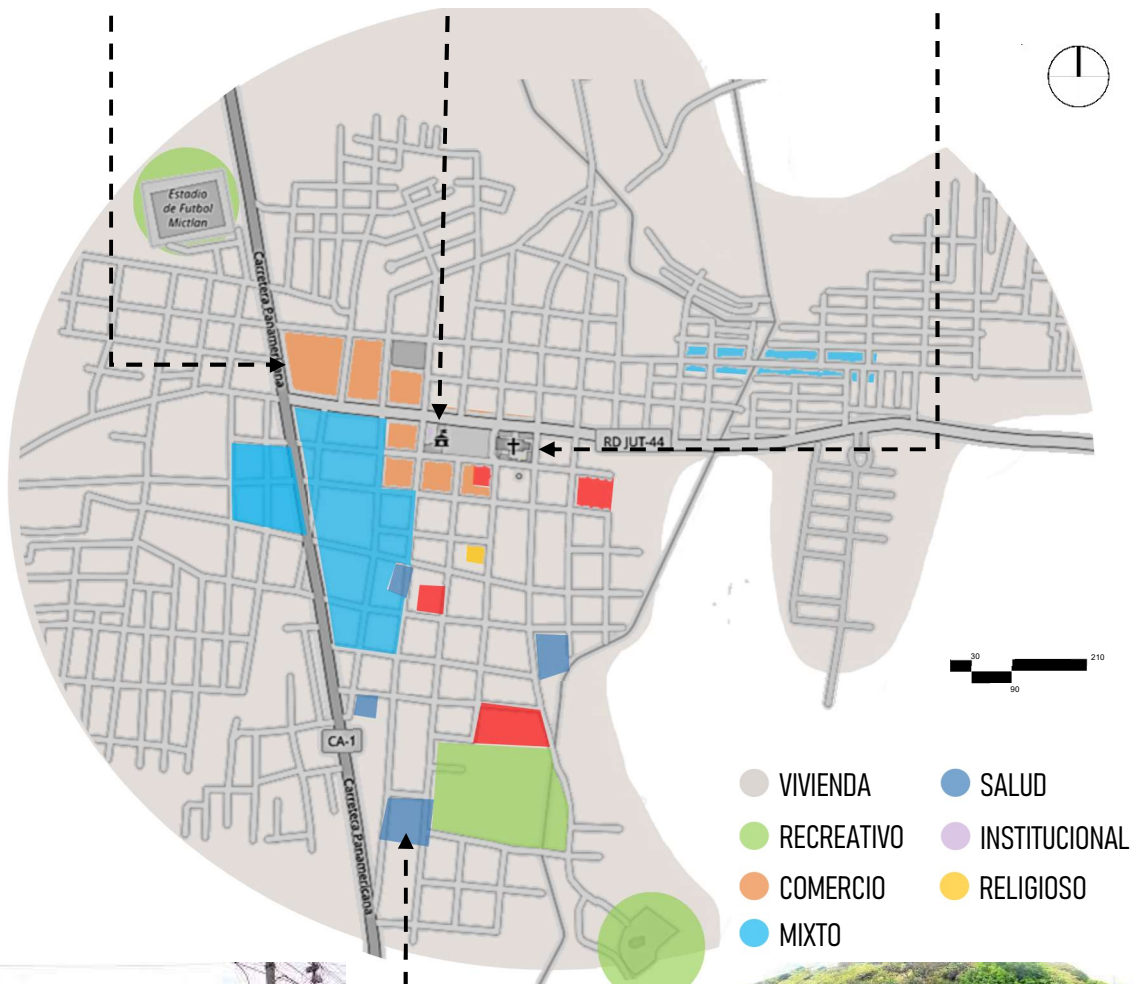 Estadio
de Futbol
Mictlan
Carretera Panamericana
RD JUT-44
CA-1
Carretera Panamericana
30
210
90
VIVIENDA
SALUD
RECREATIVO
INSTITUCIONAL
COMERCIO
RELIGIOSO
MIXTO